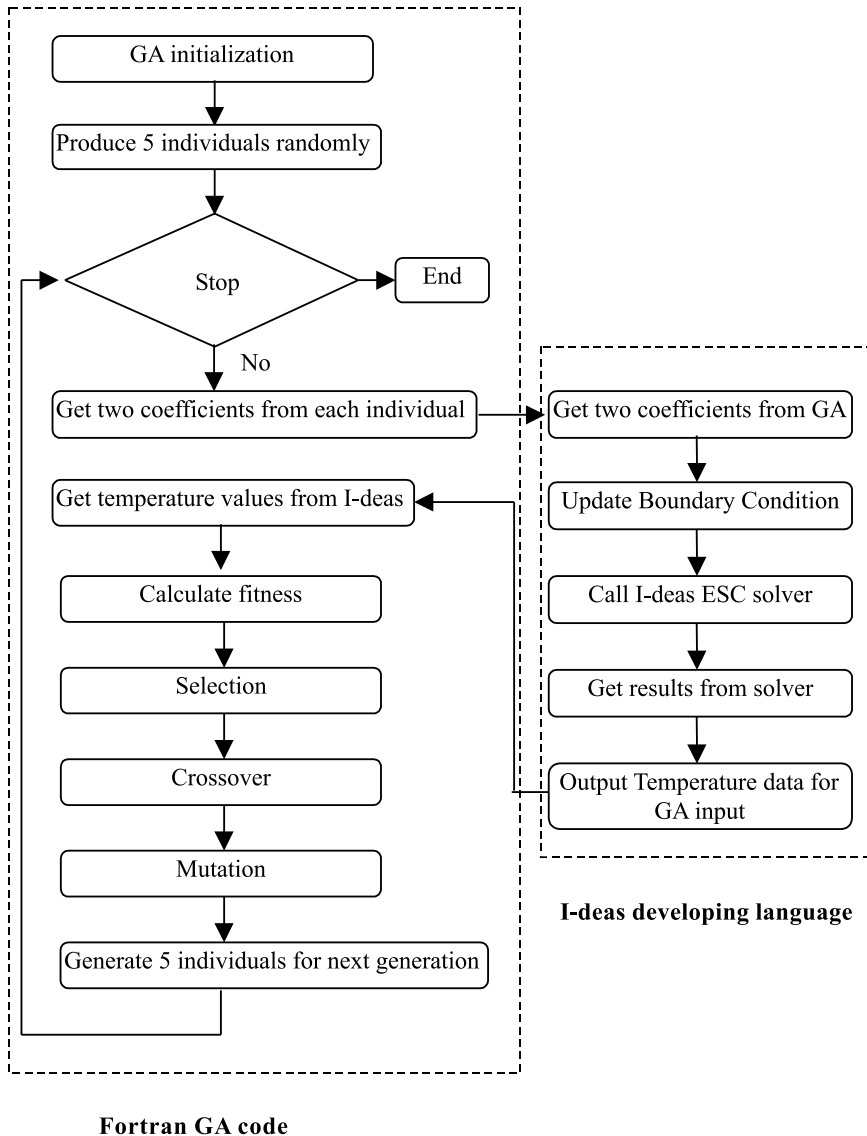 GA initialization
Produce 5 individuals randomly
Stop
End
No
Get two coefficients from each individual
Get temperature values from I-deas
Calculate fitness
Selection
Crossover
Mutation
Generate 5 individuals for next generation
Fortran GA code
Get two coefficients from GA
Update Boundary Condition
Call I-deas ESC solver
Get results from solver
Output Temperature data for
GA input
I-deas developing language